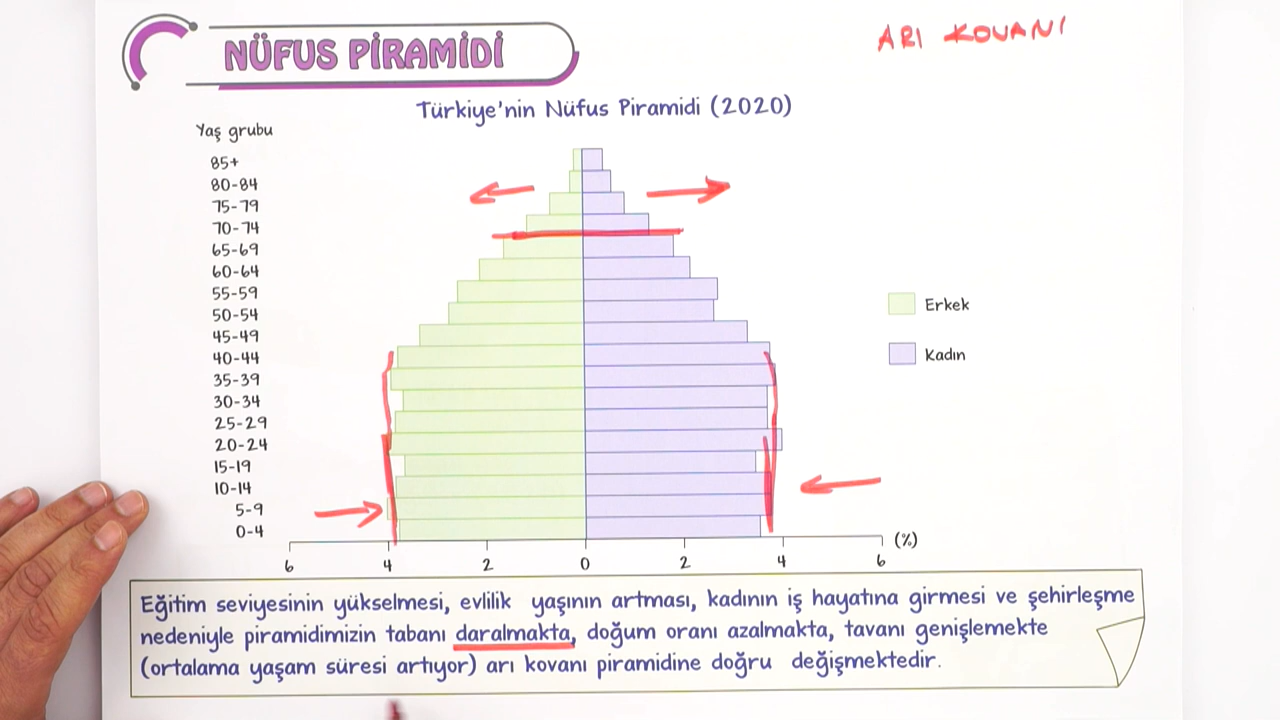 ARI KOVANI
NÜFUS PİRAMİDİ
Türkiye'nin Nüfus Piramidi (2020)
Yaş grubu
85+
80-84
75-79
70-74
65-69
60-64
55-59
50-54
45-49
40-44
35-39
30-34
25-29
20-24
15-19
10-14
5-9
0-4
Erkek
Kadın
6 4 2 0 2 4 6 (%)
Eğitim seviyesinin yükselmesi, evlilik yaşının artması, kadının iş hayatına girmesi ve şehirleşme
nedeniyle piramidimizin tabanı daralmakta, doğum oranı azalmakta, tavanı genişlemekte
(ortalama yaşam süresi artıyor) arı kovanı piramidine doğru değişmektedir.